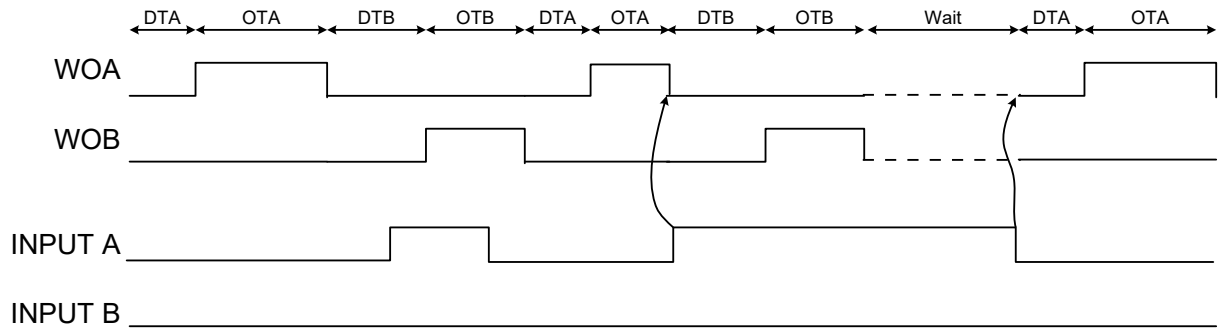 DTA OTA DTB OTB DTA OTA DTB OTB Wait DTA OTA
WOA
WOB
INPUT A
INPUT B